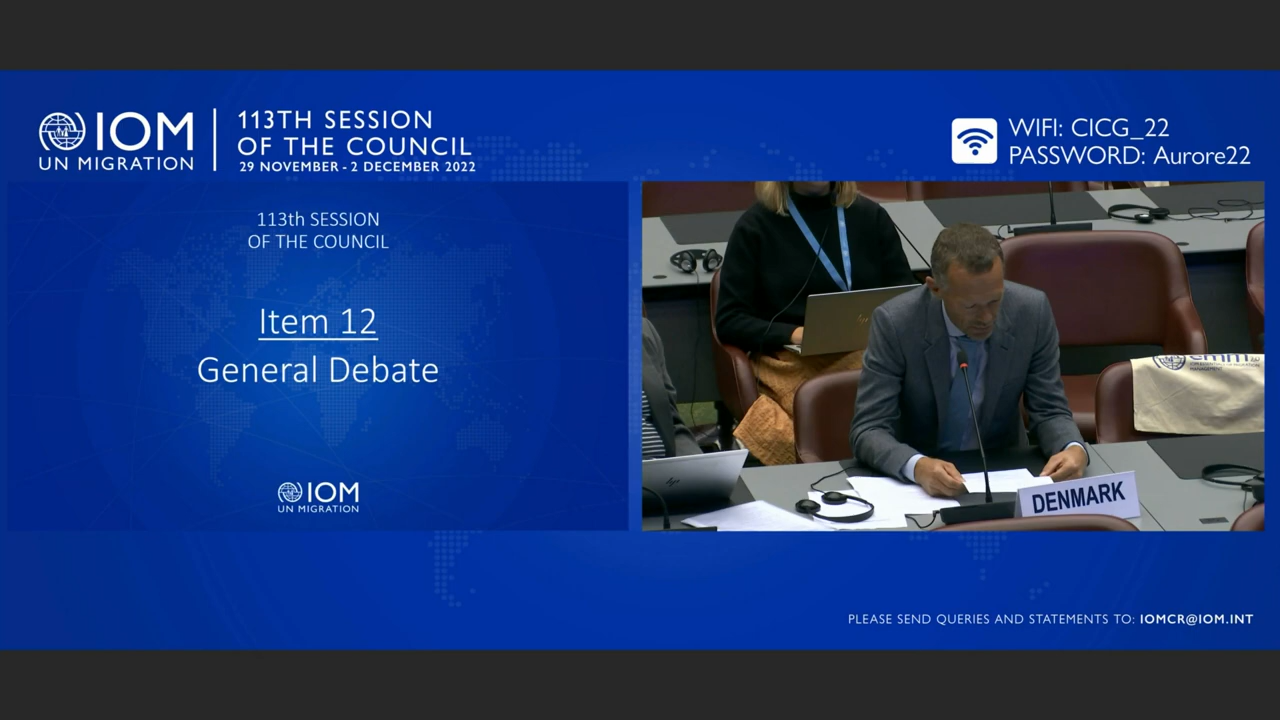 IOM
UN MIGRATION
113TH SESSION
OF THE COUNCIL
29 NOVEMBER - 2 DECEMBER 2022
WIFI: CICG_22
PASSWORD: Aurore22
113th SESSION
OF THE COUNCIL
Item 12
General Debate
IOM
UN MIGRATION
DENMARK
PLEASE SEND QUERIES AND STATEMENTS TO: IOMCR@IOM.INT